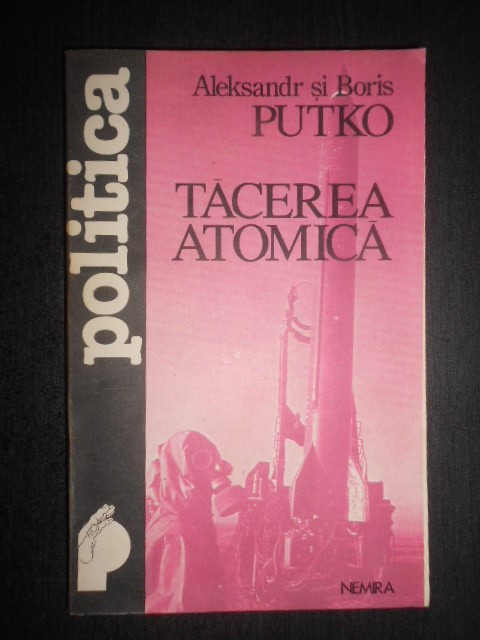 politica
Aleksandr și Boris
PUTKO
TĂCEREA
ATOMICĂ
NEMIRA